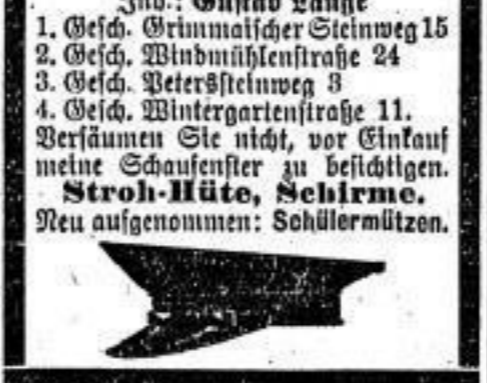 Inh.: Gustav Lange
1. Gesch. Grimmaischer Steinweg 15
2. Gesch. Windmühlenstraße 24
3. Gesch. Peterssteinweg 3
4. Gesch. Wintergartenstraße 11.
Versäumen Sie nicht, vor Einkauf
meine Schaufenster zu besichtigen.
Stroh-Hüte, Schirme.
Neu aufgenommen: Schülermützen.